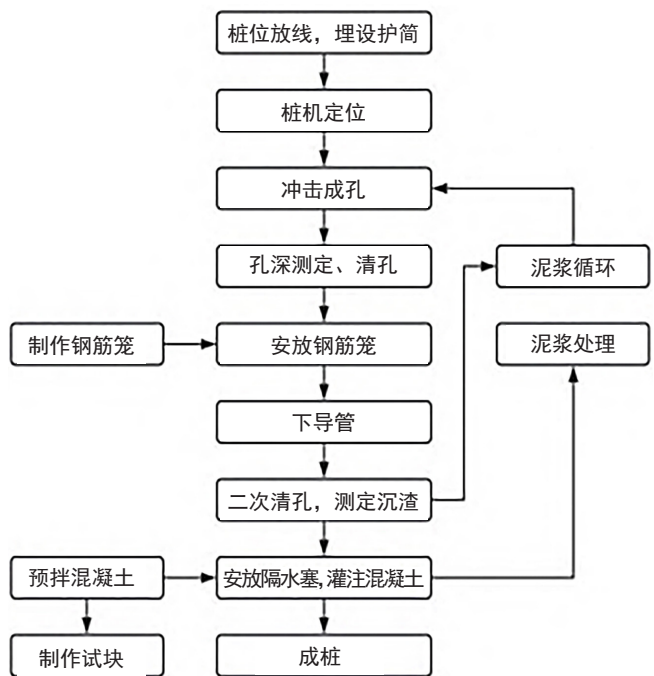 桩位放线，埋设护简
桩机定位
冲击成孔
孔深测定、清孔
泥浆循环
制作钢筋笼
安放钢筋笼
泥浆处理
下导管
二次清孔，测定沉渣
预拌混凝土
安放隔水塞，灌注混凝土
制作试块
成桩